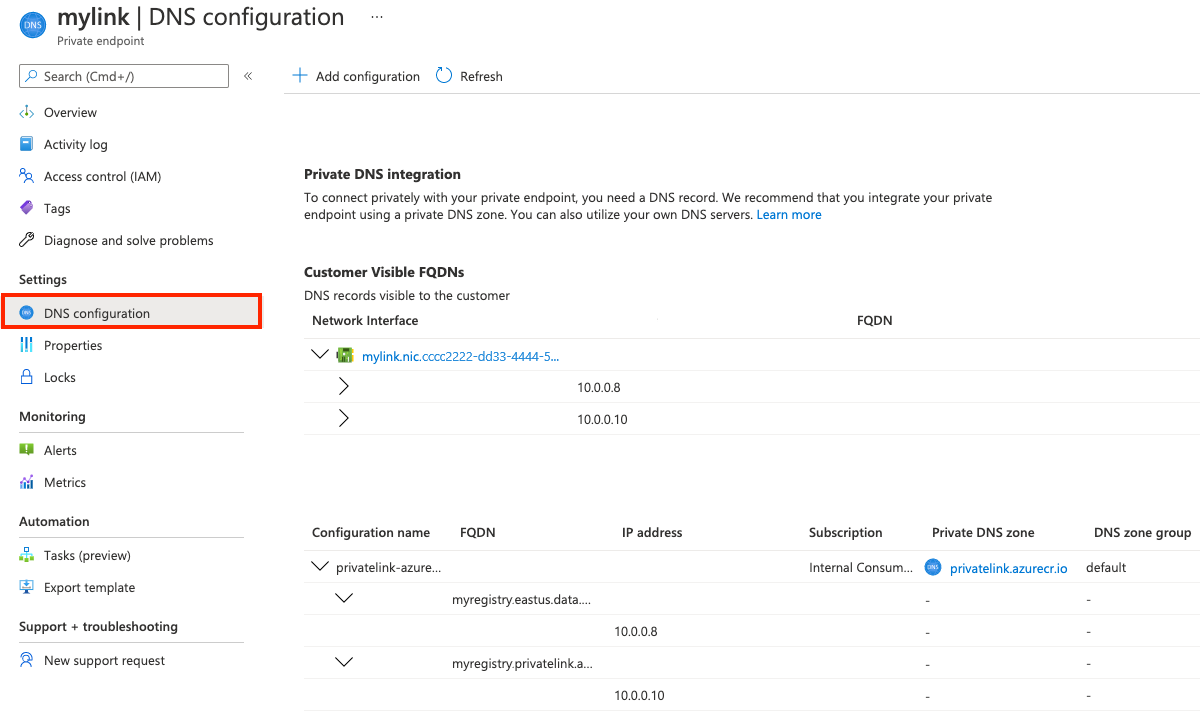 DNS
mylink | DNS configuration ...
Private endpoint
Search (Cmd+/) «
Add configuration Refresh
Overview
Activity log
Access control (IAM)
Tags
Diagnose and solve problems
Settings
DNS configuration
Properties
Locks
Monitoring
Alerts
Metrics
Automation
Tasks (preview)
Export template
Support + troubleshooting
New support request
Private DNS integration
To connect privately with your private endpoint, you need a DNS record. We recommend that you integrate your private
endpoint using a private DNS zone. You can also utilize your own DNS servers. Learn more
Customer Visible FQDNs
DNS records visible to the customer
Network Interface FQDN
mylink.nic.cccc2222-dd33-4444-5...
10.0.0.8
10.0.0.10
Configuration name FQDN IP address Subscription Private DNS zone DNS zone group
privatelink-azure... Internal Consum... DNS privatelink.azurecr.io default
myregistry.eastus.data.... - -
10.0.0.8 - -
myregistry.privatelink.a... - -
10.0.0.10 - -